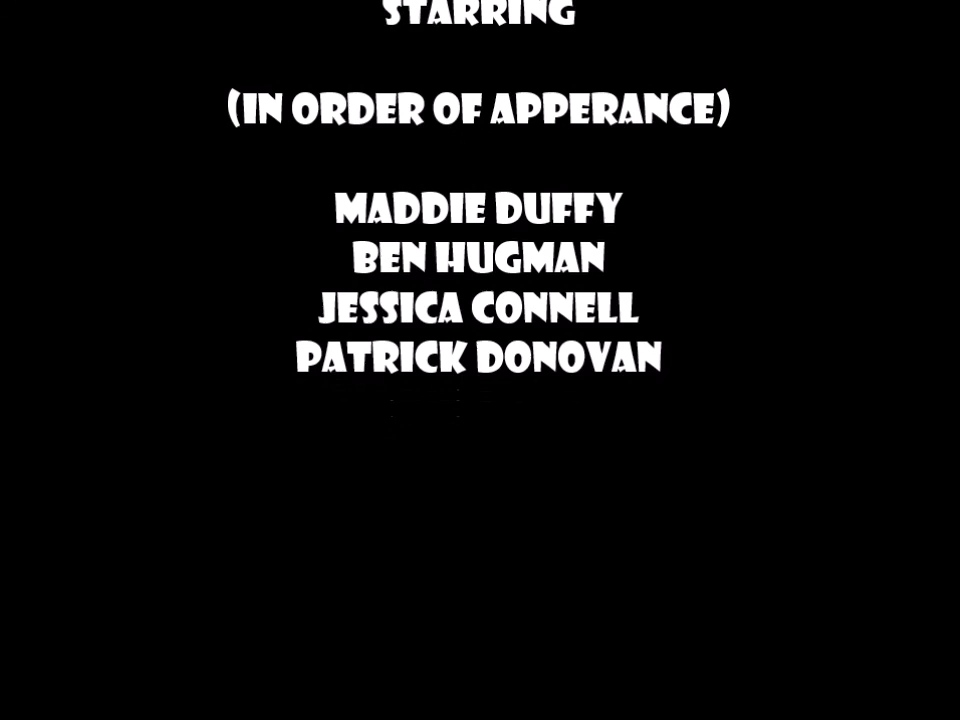 STARRING
(IN ORDER OF APPERANCE)
MADDIE DUFFY
BEN HUGMAN
JESSICA CONNELL
PATRICK DONOVAN